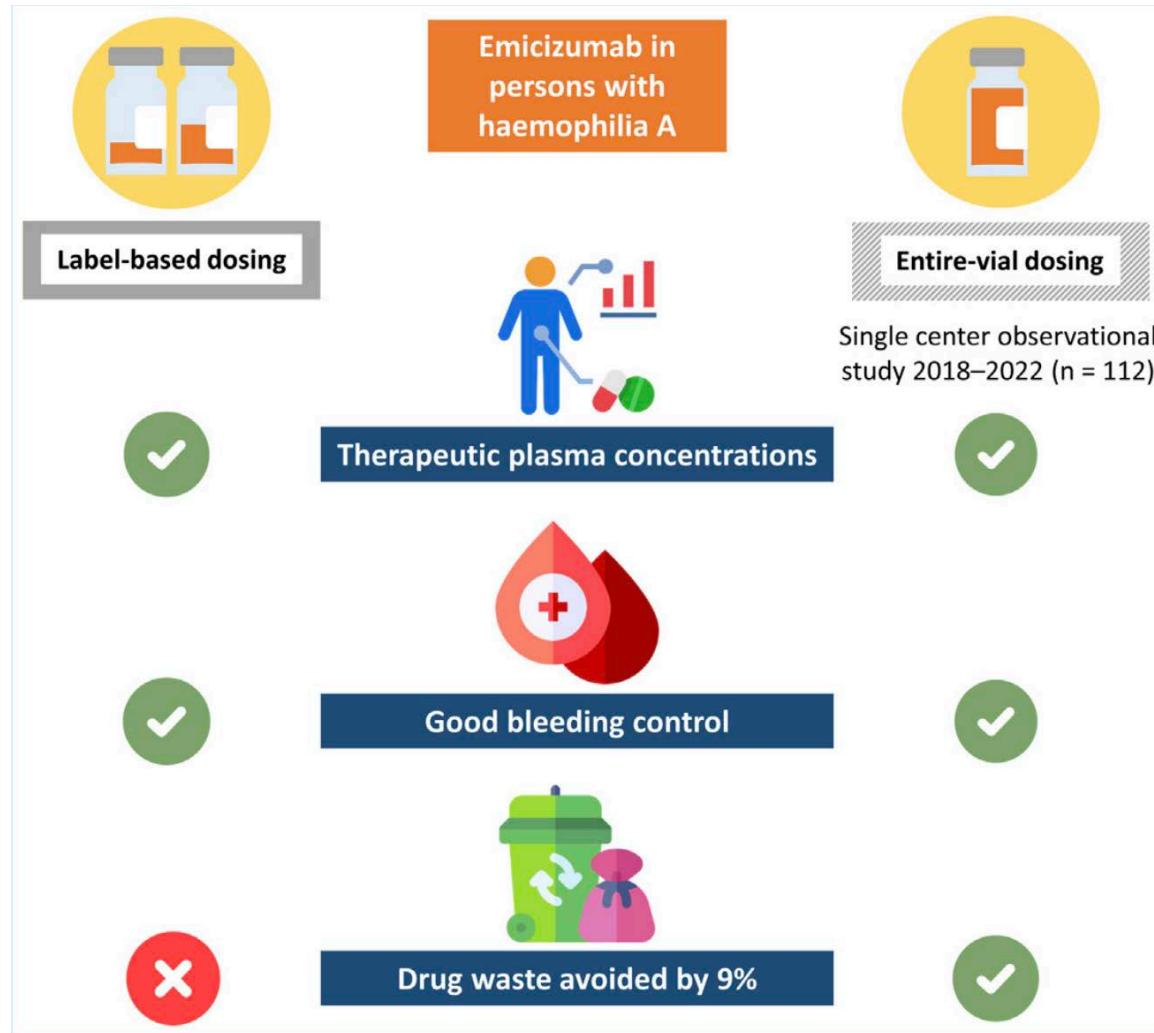 Emicizumab in
persons with
haemophilia A
Label-based dosing
Entire-vial dosing
Single center observational
study 2018–2022 (n = 112)
Therapeutic plasma concentrations
Good bleeding control
Drug waste avoided by 9%